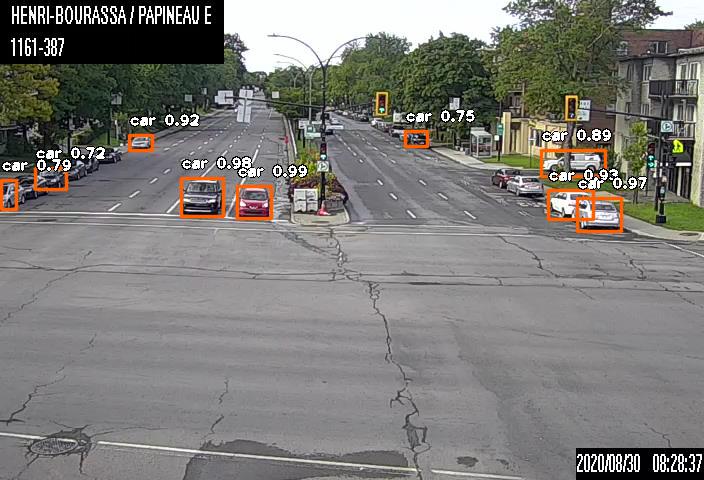 HENRI-BOURASSA / PAPINEAU E
1161-387
car 0.92
car 0.75
car 0.72
car 0.79
car 0.98
car 0.99
car 0.89
car 0.93
car 0.97
2020/08/30 08:28:37